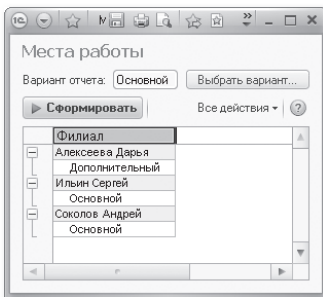 1С
M
Места работы
Вариант отчета: Основной Выбрать вариант...
Сформировать Все действия ?
Филиал
Алексеева Дарья
Дополнительный
Ильин Сергей
Основной
Соколов Андрей
Основной